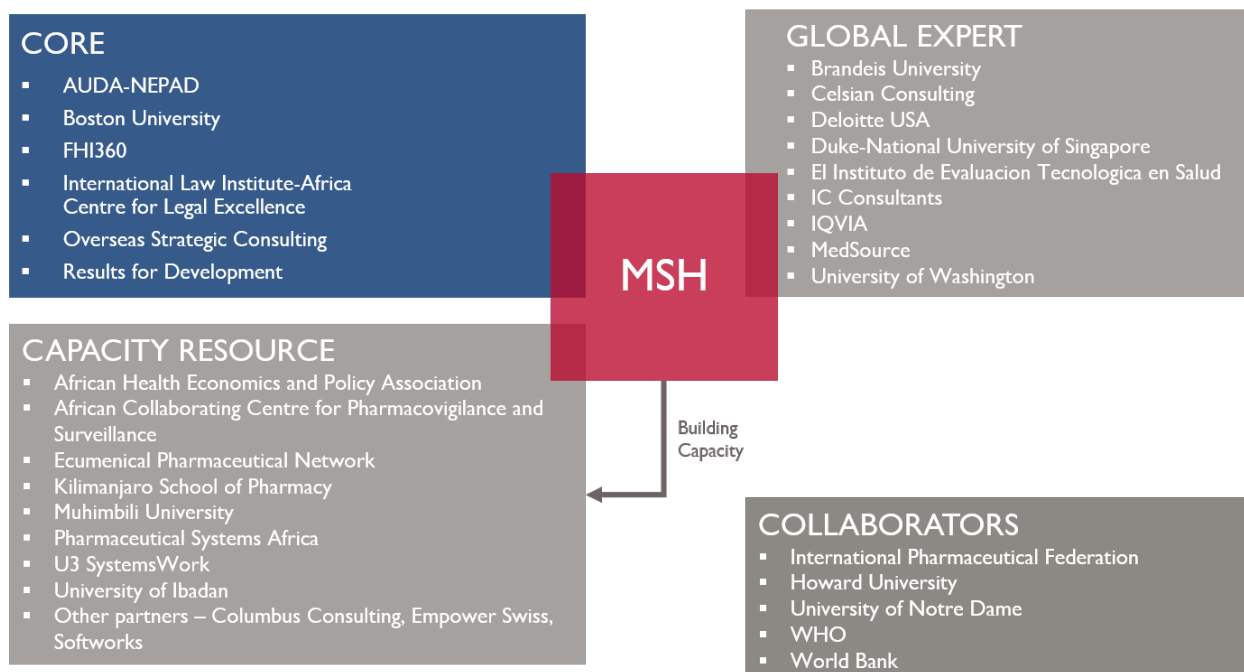 CORE
▪ AUDA-NEPAD
▪ Boston University
▪ FHI360
▪ International Law Institute-Africa
Centre for Legal Excellence
▪ Overseas Strategic Consulting
▪ Results for Development
GLOBAL EXPERT
▪ Brandeis University
▪ Celsian Consulting
▪ Deloitte USA
▪ Duke-National University of Singapore
▪ El Instituto de Evaluacion Tecnologica en Salud
▪ IC Consultants
▪ IQVIA
▪ MedSource
▪ University of Washington
MSH
CAPACITY RESOURCE
▪ African Health Economics and Policy Association
▪ African Collaborating Centre for Pharmacovigilance and
Surveillance
▪ Ecumenical Pharmaceutical Network
▪ Kilimanjaro School of Pharmacy
▪ Muhimbili University
▪ Pharmaceutical Systems Africa
▪ U3 SystemsWork
▪ University of Ibadan
▪ Other partners – Columbus Consulting, Empower Swiss,
Softworks
Building
Capacity
COLLABORATORS
▪ International Pharmaceutical Federation
▪ Howard University
▪ University of Notre Dame
▪ WHO
▪ World Bank